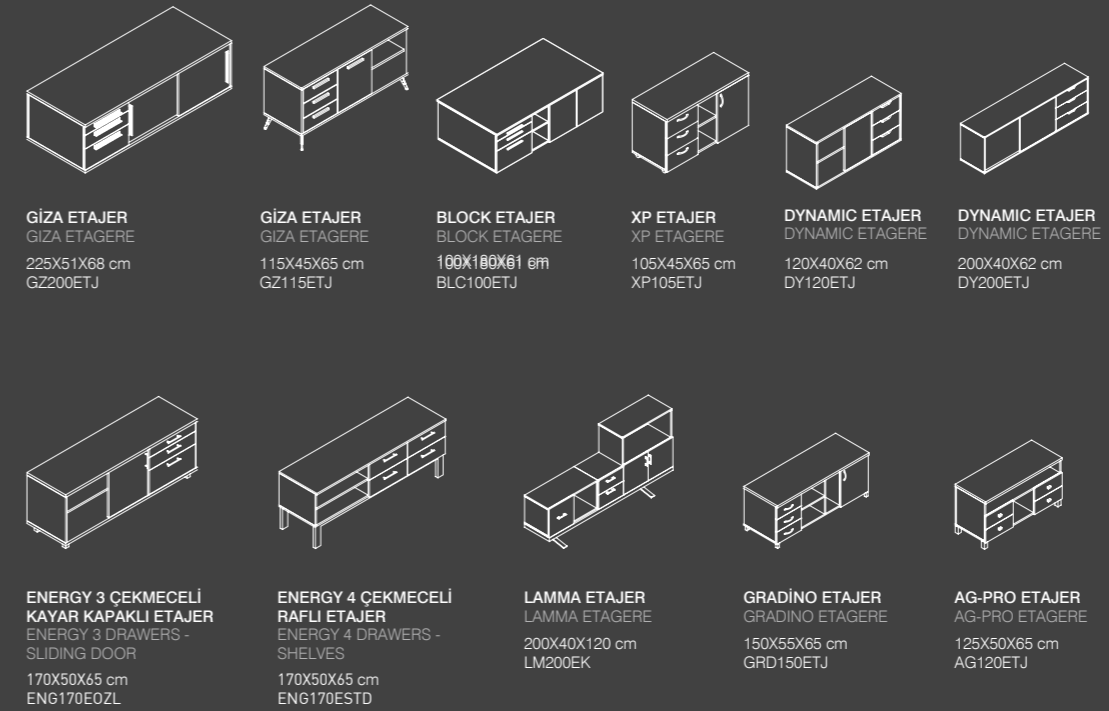 GİZA ETAJER
GIZA ETAGERE
225X51X68 cm
GZ200ETJ
GİZA ETAJER
GIZA ETAGERE
115X45X65 cm
GZ115ETJ
BLOCK ETAJER
BLOCK ETAGERE
BLC100ETJ
XP ETAJER
XP ETAGERE
105X45X65 cm
XP105ETJ
DYNAMIC ETAJER
DYNAMIC ETAGERE
120X40X62 cm
DY120ETJ
DYNAMIC ETAJER
DYNAMIC ETAGERE
200X40X62 cm
DY200ETJ
ENERGY 3 ÇEKMECELİ
KAYAR KAPAKLI ETAJER
ENERGY 3 DRAWERS -
SLIDING DOOR
170X50X65 cm
ENG170EOZL
ENERGY 4 ÇEKMECELİ
RAFLI ETAJER
ENERGY 4 DRAWERS -
SHELVES
170X50X65 cm
ENG170ESTD
LAMMA ETAJER
LAMMA ETAGERE
200X40X120 cm
LM200EK
GRADİNO ETAJER
GRADINO ETAGERE
150X55X65 cm
GRD150ETJ
AG-PRO ETAJER
AG-PRO ETAGERE
125X50X65 cm
AG120ETJ